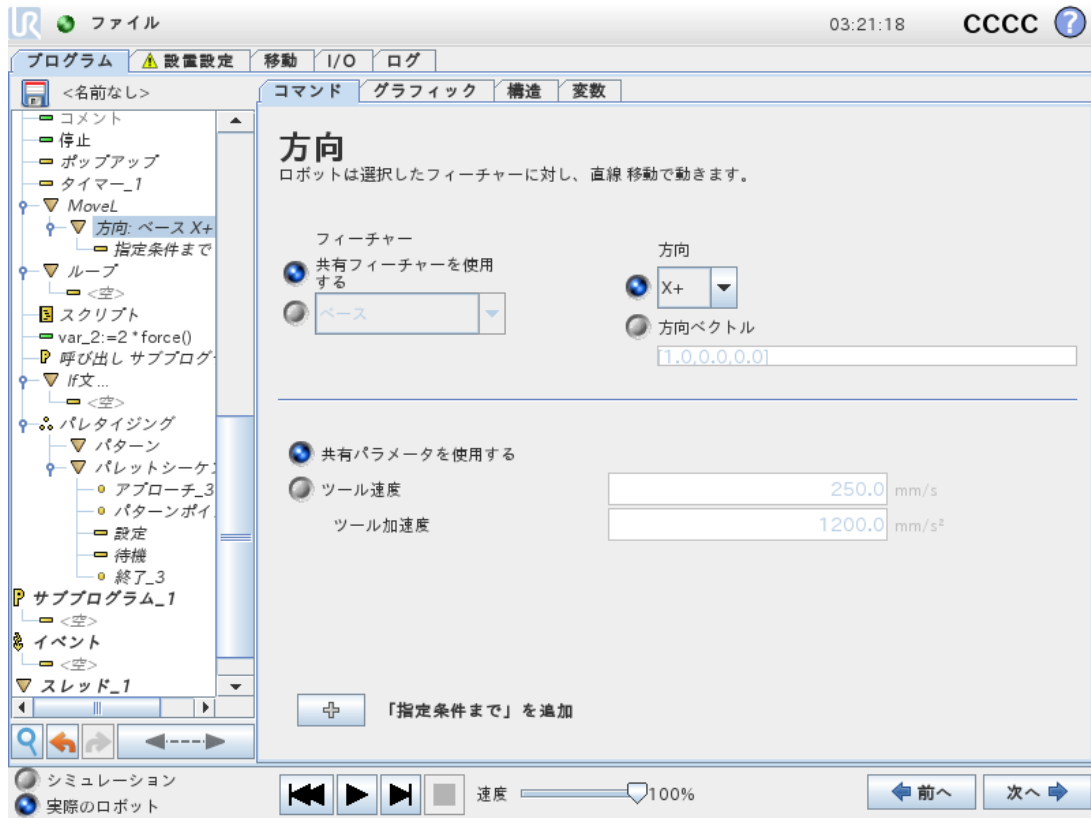 UR ファイル 03:21:18 CCCC ?
プログラム 設置設定 移動 I/O ログ
<名前なし>
コマンド グラフィック 構造 変数
コメント
停止
ポップアップ
タイマー_1
MoveL
方向: ベース X+
指定条件まで
ループ
<空>
スクリプト
var_2:=2 * force()
呼び出し サブプログ
If文 ...
<空>
パレタイジング
パターン
パレットシーケン
アプローチ_3
パターンポイ
設定
待機
終了_3
サブプログラム_1
<空>
イベント
<空>
スレッド_1
方向
ロボットは選択したフィーチャーに対し、直線 移動で動きます。
フィーチャー
共有フィーチャーを使用
する
ベース
方向
X+
方向ベクトル
[1.0,0.0,0.0]
共有パラメータを使用する
ツール速度 250.0 mm/s
ツール加速度 1200.0 mm/s²
「指定条件まで」を追加
シミュレーション
実際のロボット
速度 100%
前へ
次へ